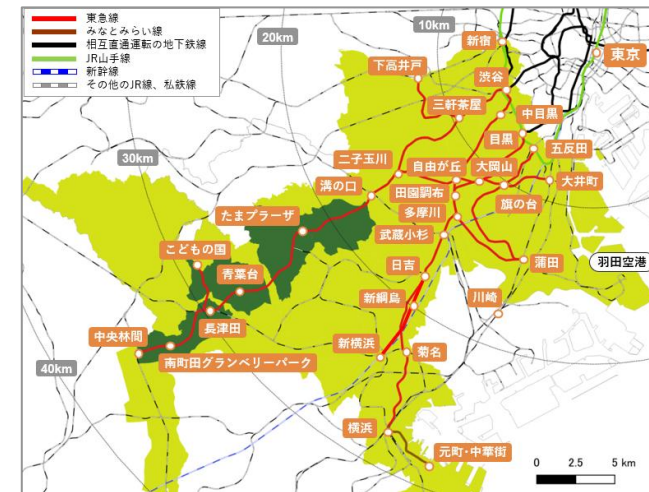 東急線
みなとみらい線
相互直通運転の地下鉄線
JR山手線
新幹線
その他のJR線、私鉄線
10km
20km
新宿
東京
下高井戸
渋谷
三軒茶屋
中目黒
目黒
30km
二子玉川
自由が丘
大岡山
五反田
溝の口
田園調布
大井町
たまプラーザ
多摩川
旗の台
武蔵小杉
こどもの国
日吉
蒲田
羽田空港
青葉台
新綱島
川崎
長津田
中央林間
新横浜
菊名
南町田グランベリーパーク
40km
横浜
元町・中華街
0 2.5 5 km